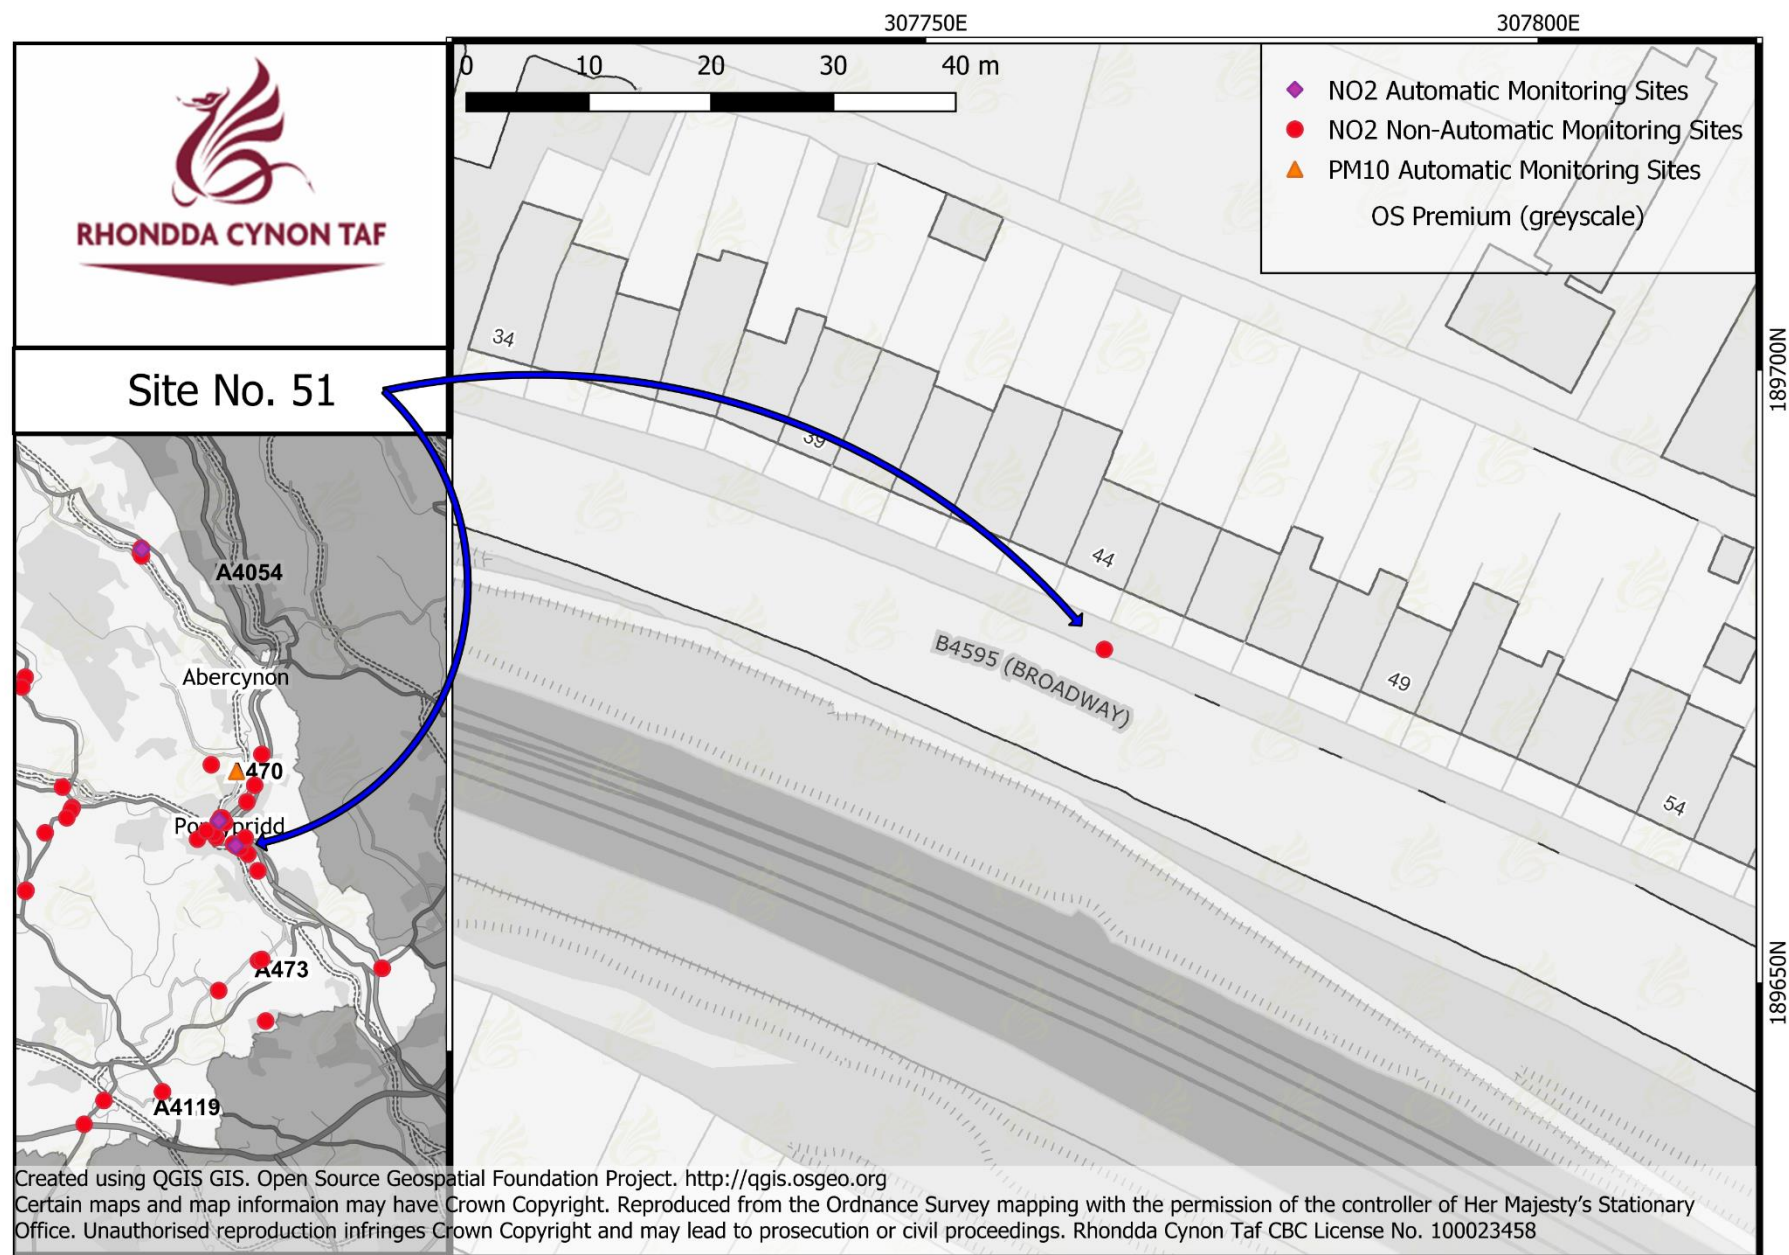 307750E
307800E
0 10 20 30 40 m
NO2 Automatic Monitoring Sites
NO2 Non-Automatic Monitoring Sites
PM10 Automatic Monitoring Sites
OS Premium (greyscale)
RHONDDA CYNON TAF
Site No. 51
34
39
44
49
54
B4595 (BROADWAY)
189700N
189650N
A4054
Abercynon
A470
Pontypridd
A473
A4119
Created using QGIS GIS. Open Source Geospatial Foundation Project. http://qgis.osgeo.org
Certain maps and map informaion may have Crown Copyright. Reproduced from the Ordnance Survey mapping with the permission of the controller of Her Majesty's Stationary
Office. Unauthorised reproduction infringes Crown Copyright and may lead to prosecution or civil proceedings. Rhondda Cynon Taf CBC License No. 100023458